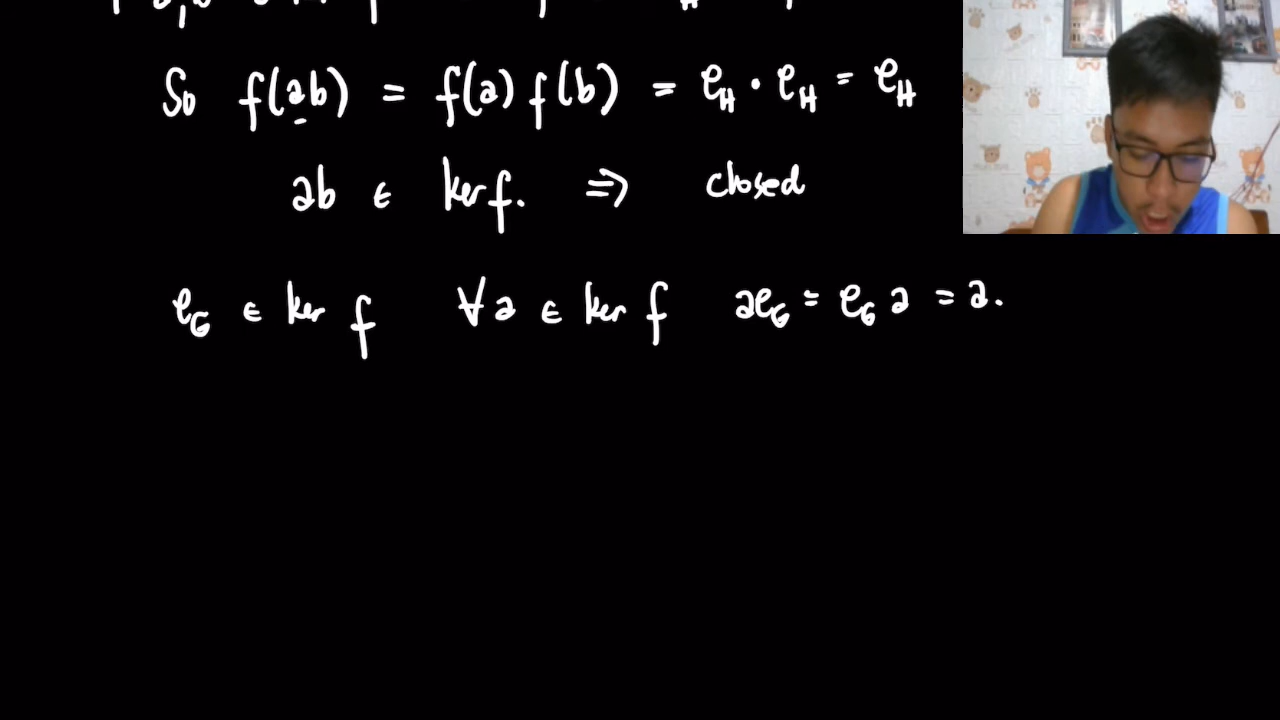 So f(ab) = f(a) f(b) = e_H · e_H = e_H
ab ∈ ker f. ⇒ closed
e_G ∈ ker f ∀ a ∈ ker f ae_G = e_G a = a.